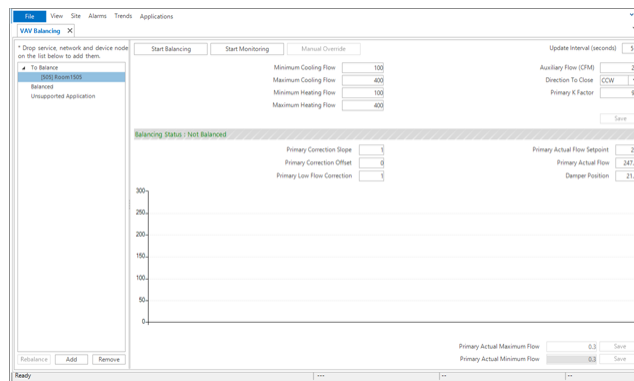 File View Site Alarms Trends Applications
VAV Balancing X
* Drop service, network and device node
on the list below to add them.
To Balance
[505] Room1505
Balanced
Unsupported Application
Rebalance Add Remove
Start Balancing Start Monitoring Manual Override Update Interval (seconds) 5
Minimum Cooling Flow 100 Auxiliary Flow (CFM) 2
Maximum Cooling Flow 400 Direction To Close CCW
Minimum Heating Flow 100 Primary K Factor 9
Maximum Heating Flow 400
Save
Balancing Status : Not Balanced
Primary Correction Slope 1 Primary Actual Flow Setpoint 2
Primary Correction Offset 0 Primary Actual Flow 247.
Primary Low Flow Correction 1 Damper Position 21.
300
250
200
150
100
50
0
Primary Actual Maximum Flow 0.3 Save
Primary Actual Minimum Flow 0.3 Save
Ready --- -- --